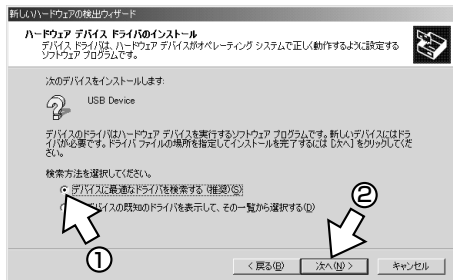 新しいハードウェアの検出ウィザード
ハードウェア デバイス ドライバのインストール
デバイス ドライバは、ハードウェア デバイスがオペレーティング システムで正しく動作するように設定する
ソフトウェア プログラムです。
次のデバイスをインストールします:
USB Device
デバイスのドライバはハードウェア デバイスを実行するソフトウェア プログラムです。新しいデバイスにはドラ
イバが必要です。ドライバ ファイルの場所を指定してインストールを完了するには [次へ] をクリックしてくだ
さい。
検索方法を選択してください。
デバイスに最適なドライバを検索する (推奨)(S)
デバイスの既知のドライバを表示して、その一覧から選択する(D)
① ②
< 戻る(B) 次へ(N) > キャンセル